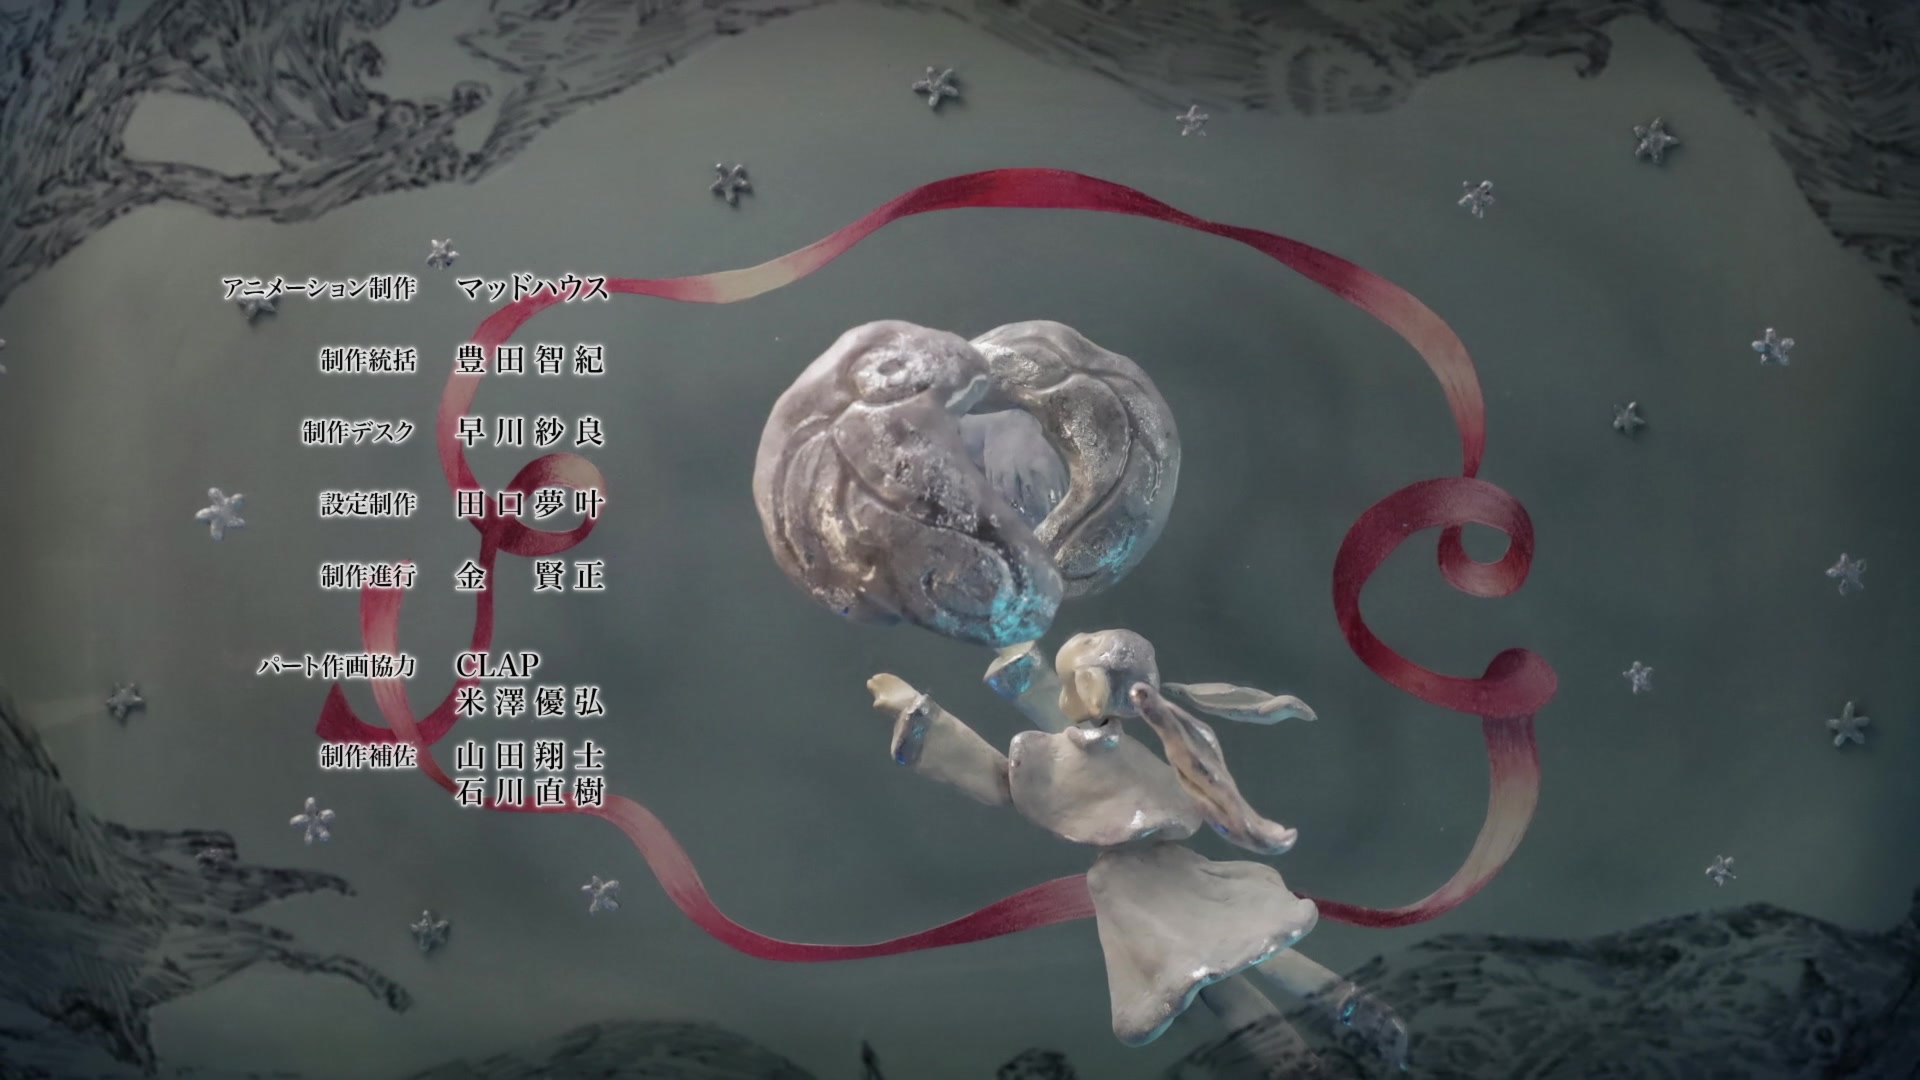 アニメーション制作 マッドハウス
制作統括 豊田智紀
制作デスク 早川紗良
設定制作 田口夢叶
制作進行 金 賢正
パート作画協力 CLAP
米澤優弘
制作補佐 山田翔士
石川直樹